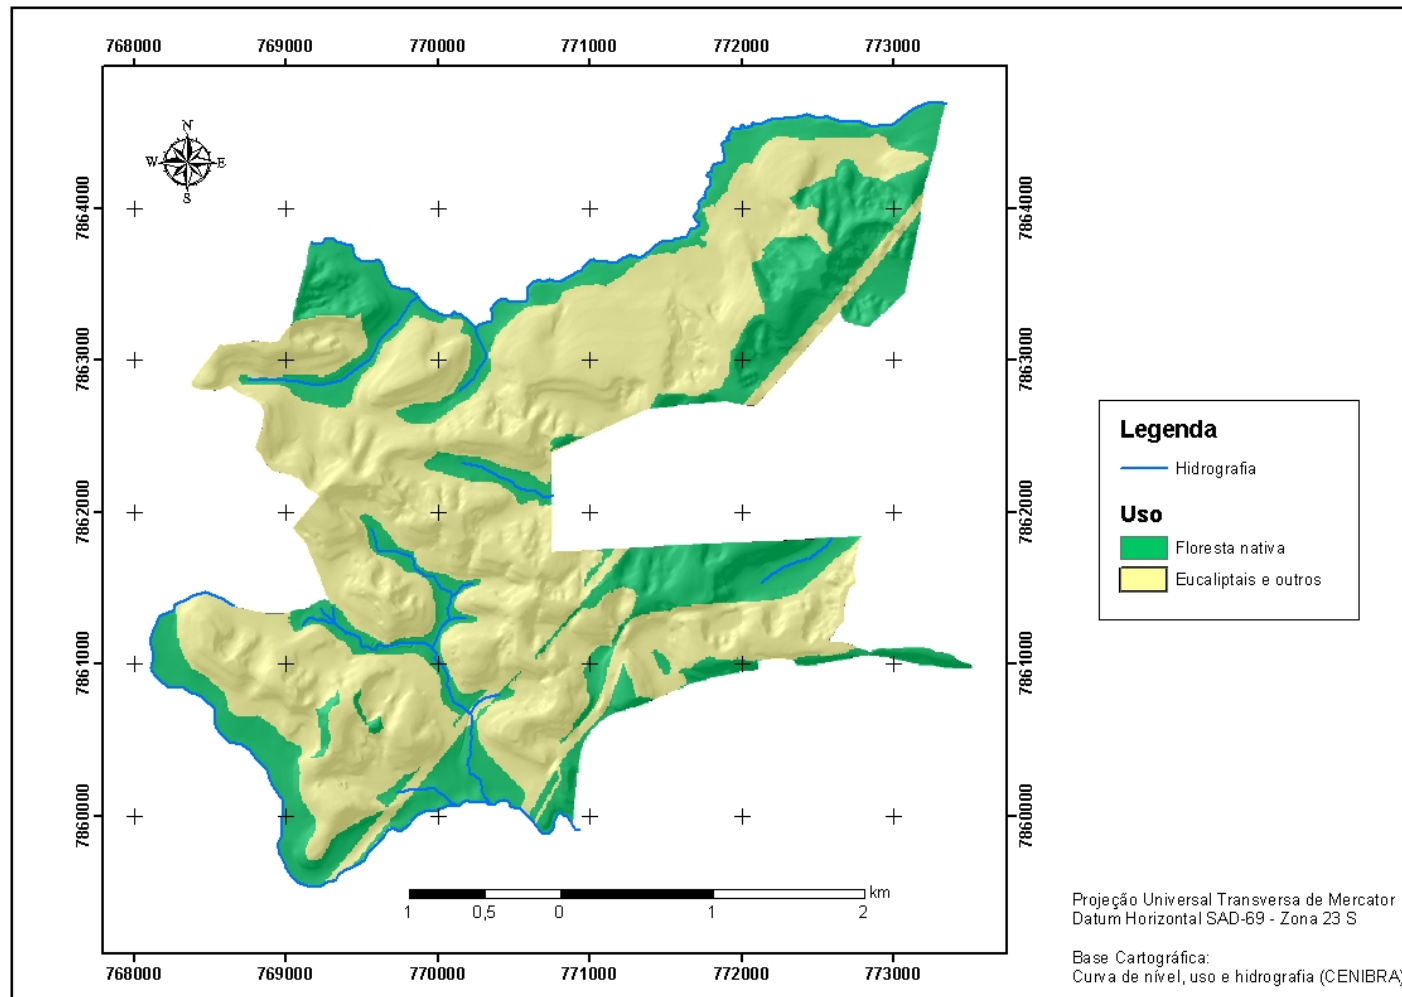 768000 769000 770000 771000 772000 773000
N
W E
S
7864000 7864000
7863000 7863000
7862000 7862000
7861000 7861000
7860000 7860000
Legenda
Hidrografia
Uso
Floresta nativa
Eucaliptais e outros
km
1 0,5 0 1 2
768000 769000 770000 771000 772000 773000
Projeção Universal Transversa de Mercator
Datum Horizontal SAD-69 - Zona 23 S
Base Cartográfica:
Curva de nível, uso e hidrografia (CENIBRA)